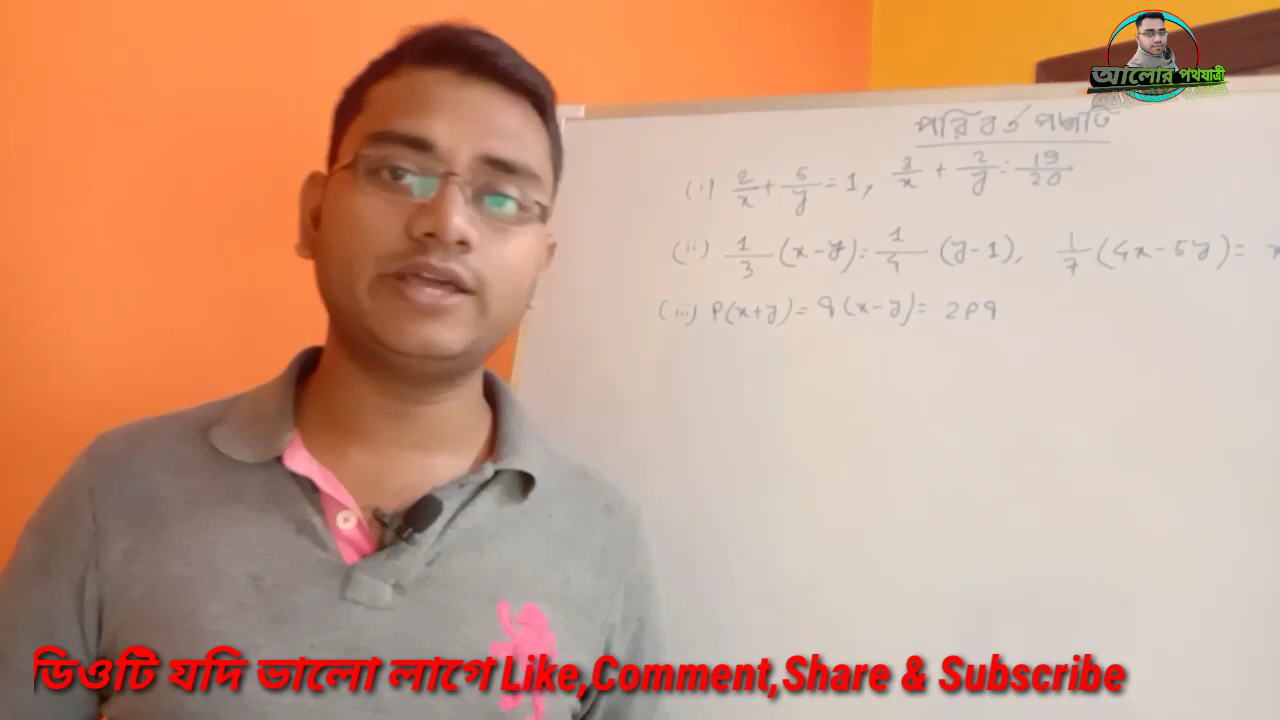 আলোর পথযাত্রী
পরিবর্ত পদ্ধতি
(i) 2/x + 5/y = 1, 3/x + 2/y = 19/20
(ii) 1/3 (x-y) = 1/4 (y-1), 1/7 (4x-5y) =
(iii) P(x+y) = q(x-y) = 2Pq
ডিওটি যদি ভালো লাগে Like,Comment,Share & Subscribe